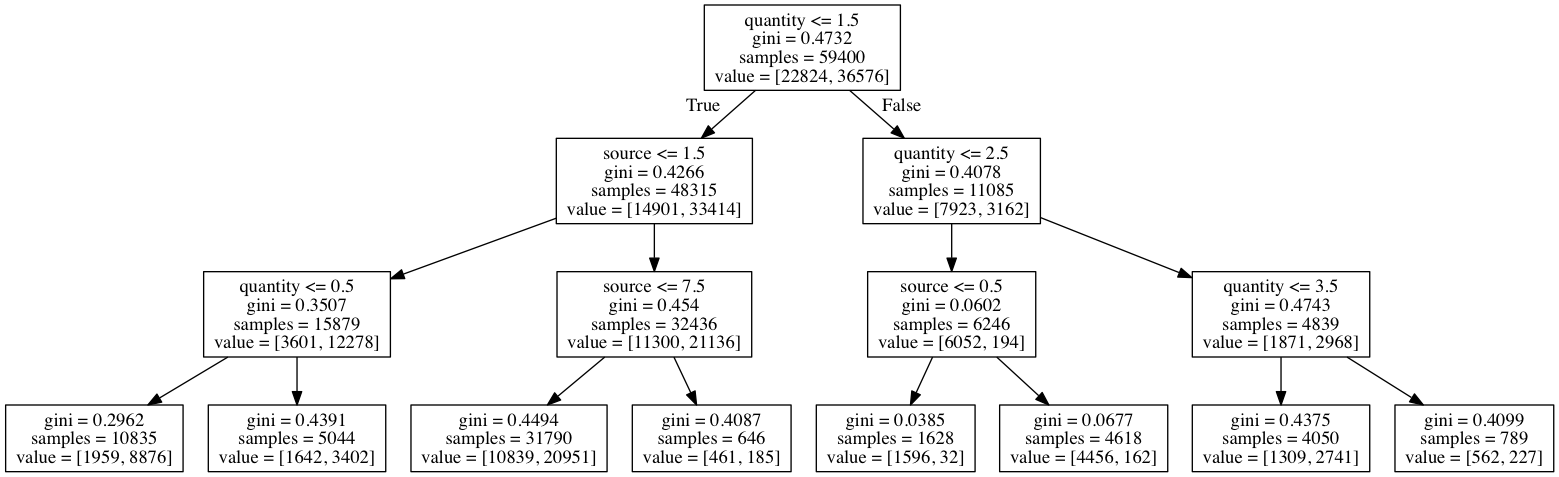 quantity <= 1.5
gini = 0.4732
samples = 59400
value = [22824, 36576]
True
False
source <= 1.5
gini = 0.4266
samples = 48315
value = [14901, 33414]
quantity <= 2.5
gini = 0.4078
samples = 11085
value = [7923, 3162]
quantity <= 0.5
gini = 0.3507
samples = 15879
value = [3601, 12278]
source <= 7.5
gini = 0.454
samples = 32436
value = [11300, 21136]
source <= 0.5
gini = 0.0602
samples = 6246
value = [6052, 194]
quantity <= 3.5
gini = 0.4743
samples = 4839
value = [1871, 2968]
gini = 0.2962
samples = 10835
value = [1959, 8876]
gini = 0.4391
samples = 5044
value = [1642, 3402]
gini = 0.4494
samples = 31790
value = [10839, 20951]
gini = 0.4087
samples = 646
value = [461, 185]
gini = 0.0385
samples = 1628
value = [1596, 32]
gini = 0.0677
samples = 4618
value = [4456, 162]
gini = 0.4375
samples = 4050
value = [1309, 2741]
gini = 0.4099
samples = 789
value = [562, 227]